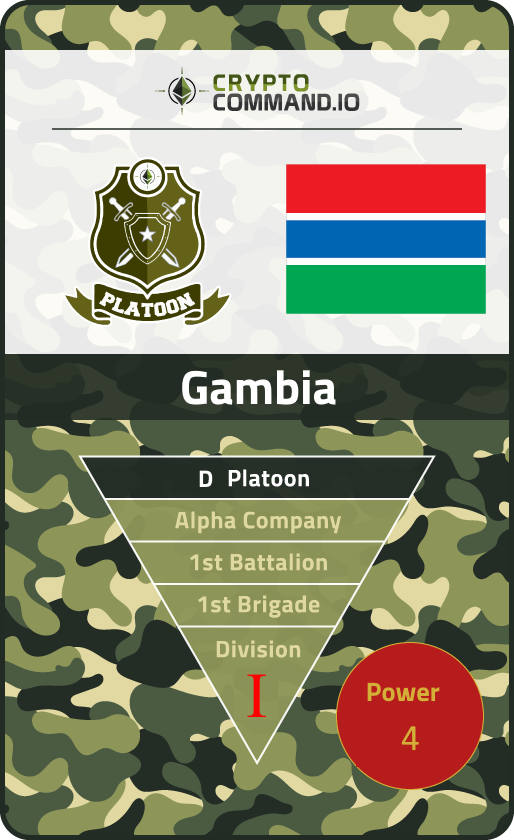 CRYPTO
COMMAND.IO
PLATOON
Gambia
D Platoon
Alpha Company
1st Battalion
1st Brigade
Division
I
Power
4